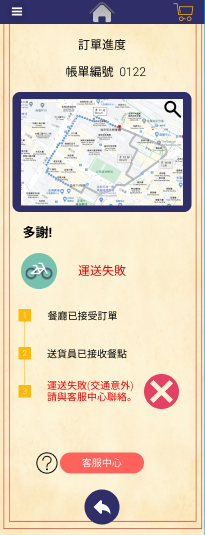 訂單進度
帳單編號 0122
多謝!
運送失敗
1 餐廳已接受訂單
2 送貨員已接收餐點
3 運送失敗(交通意外)
請與客服中心聯絡。
? 客服中心